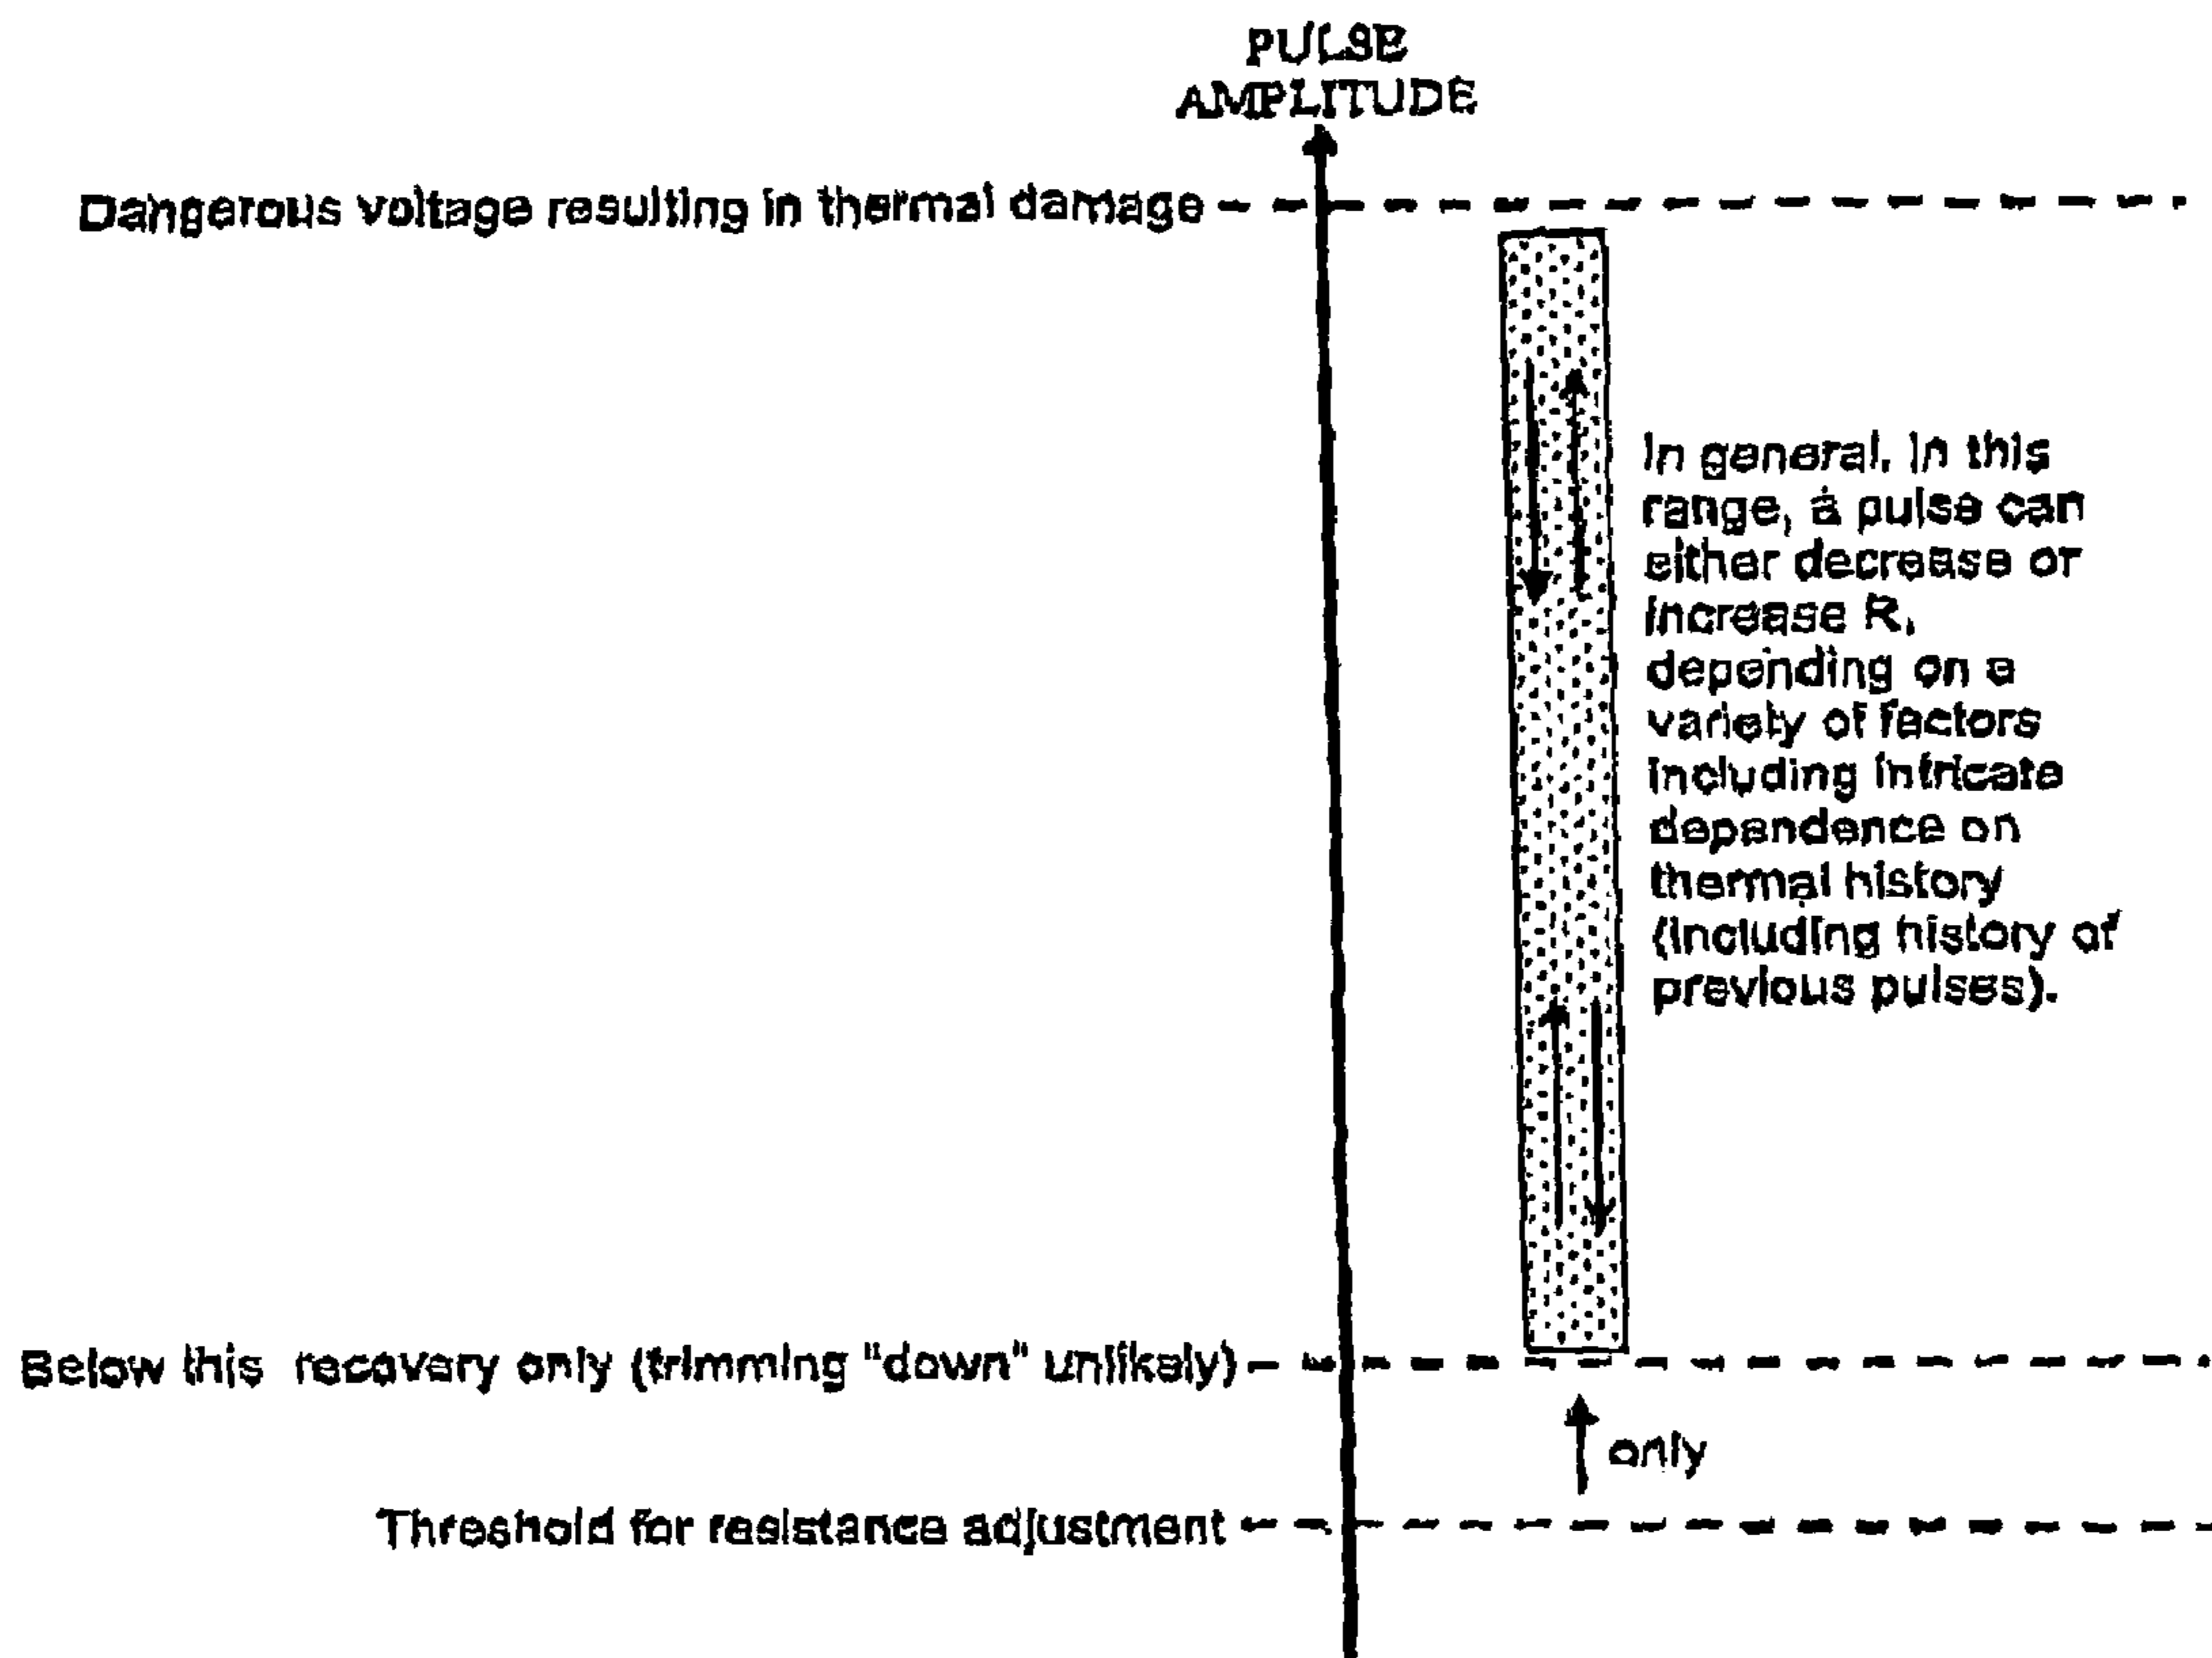 PULSE
AMPLITUDE
Dangerous voltage resulting in thermal damage
In general, in this
range, a pulse can
either decrease or
increase R,
depending on a
variety of factors
including intricate
dependence on
thermal history
(including history of
previous pulses).
Below this recovery only (trimming "down" unlikely)
only
Threshold for resistance adjustment